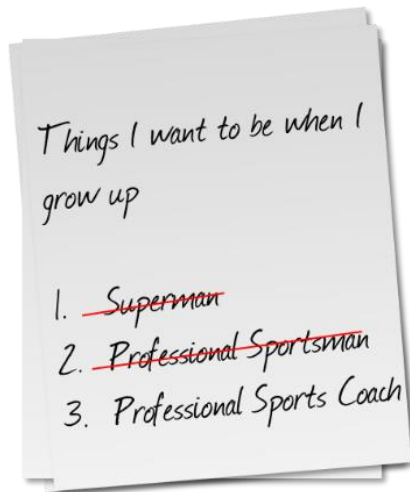 Things I want to be when I
grow up
1. Superman
2. Professional Sportsman
3. Professional Sports Coach